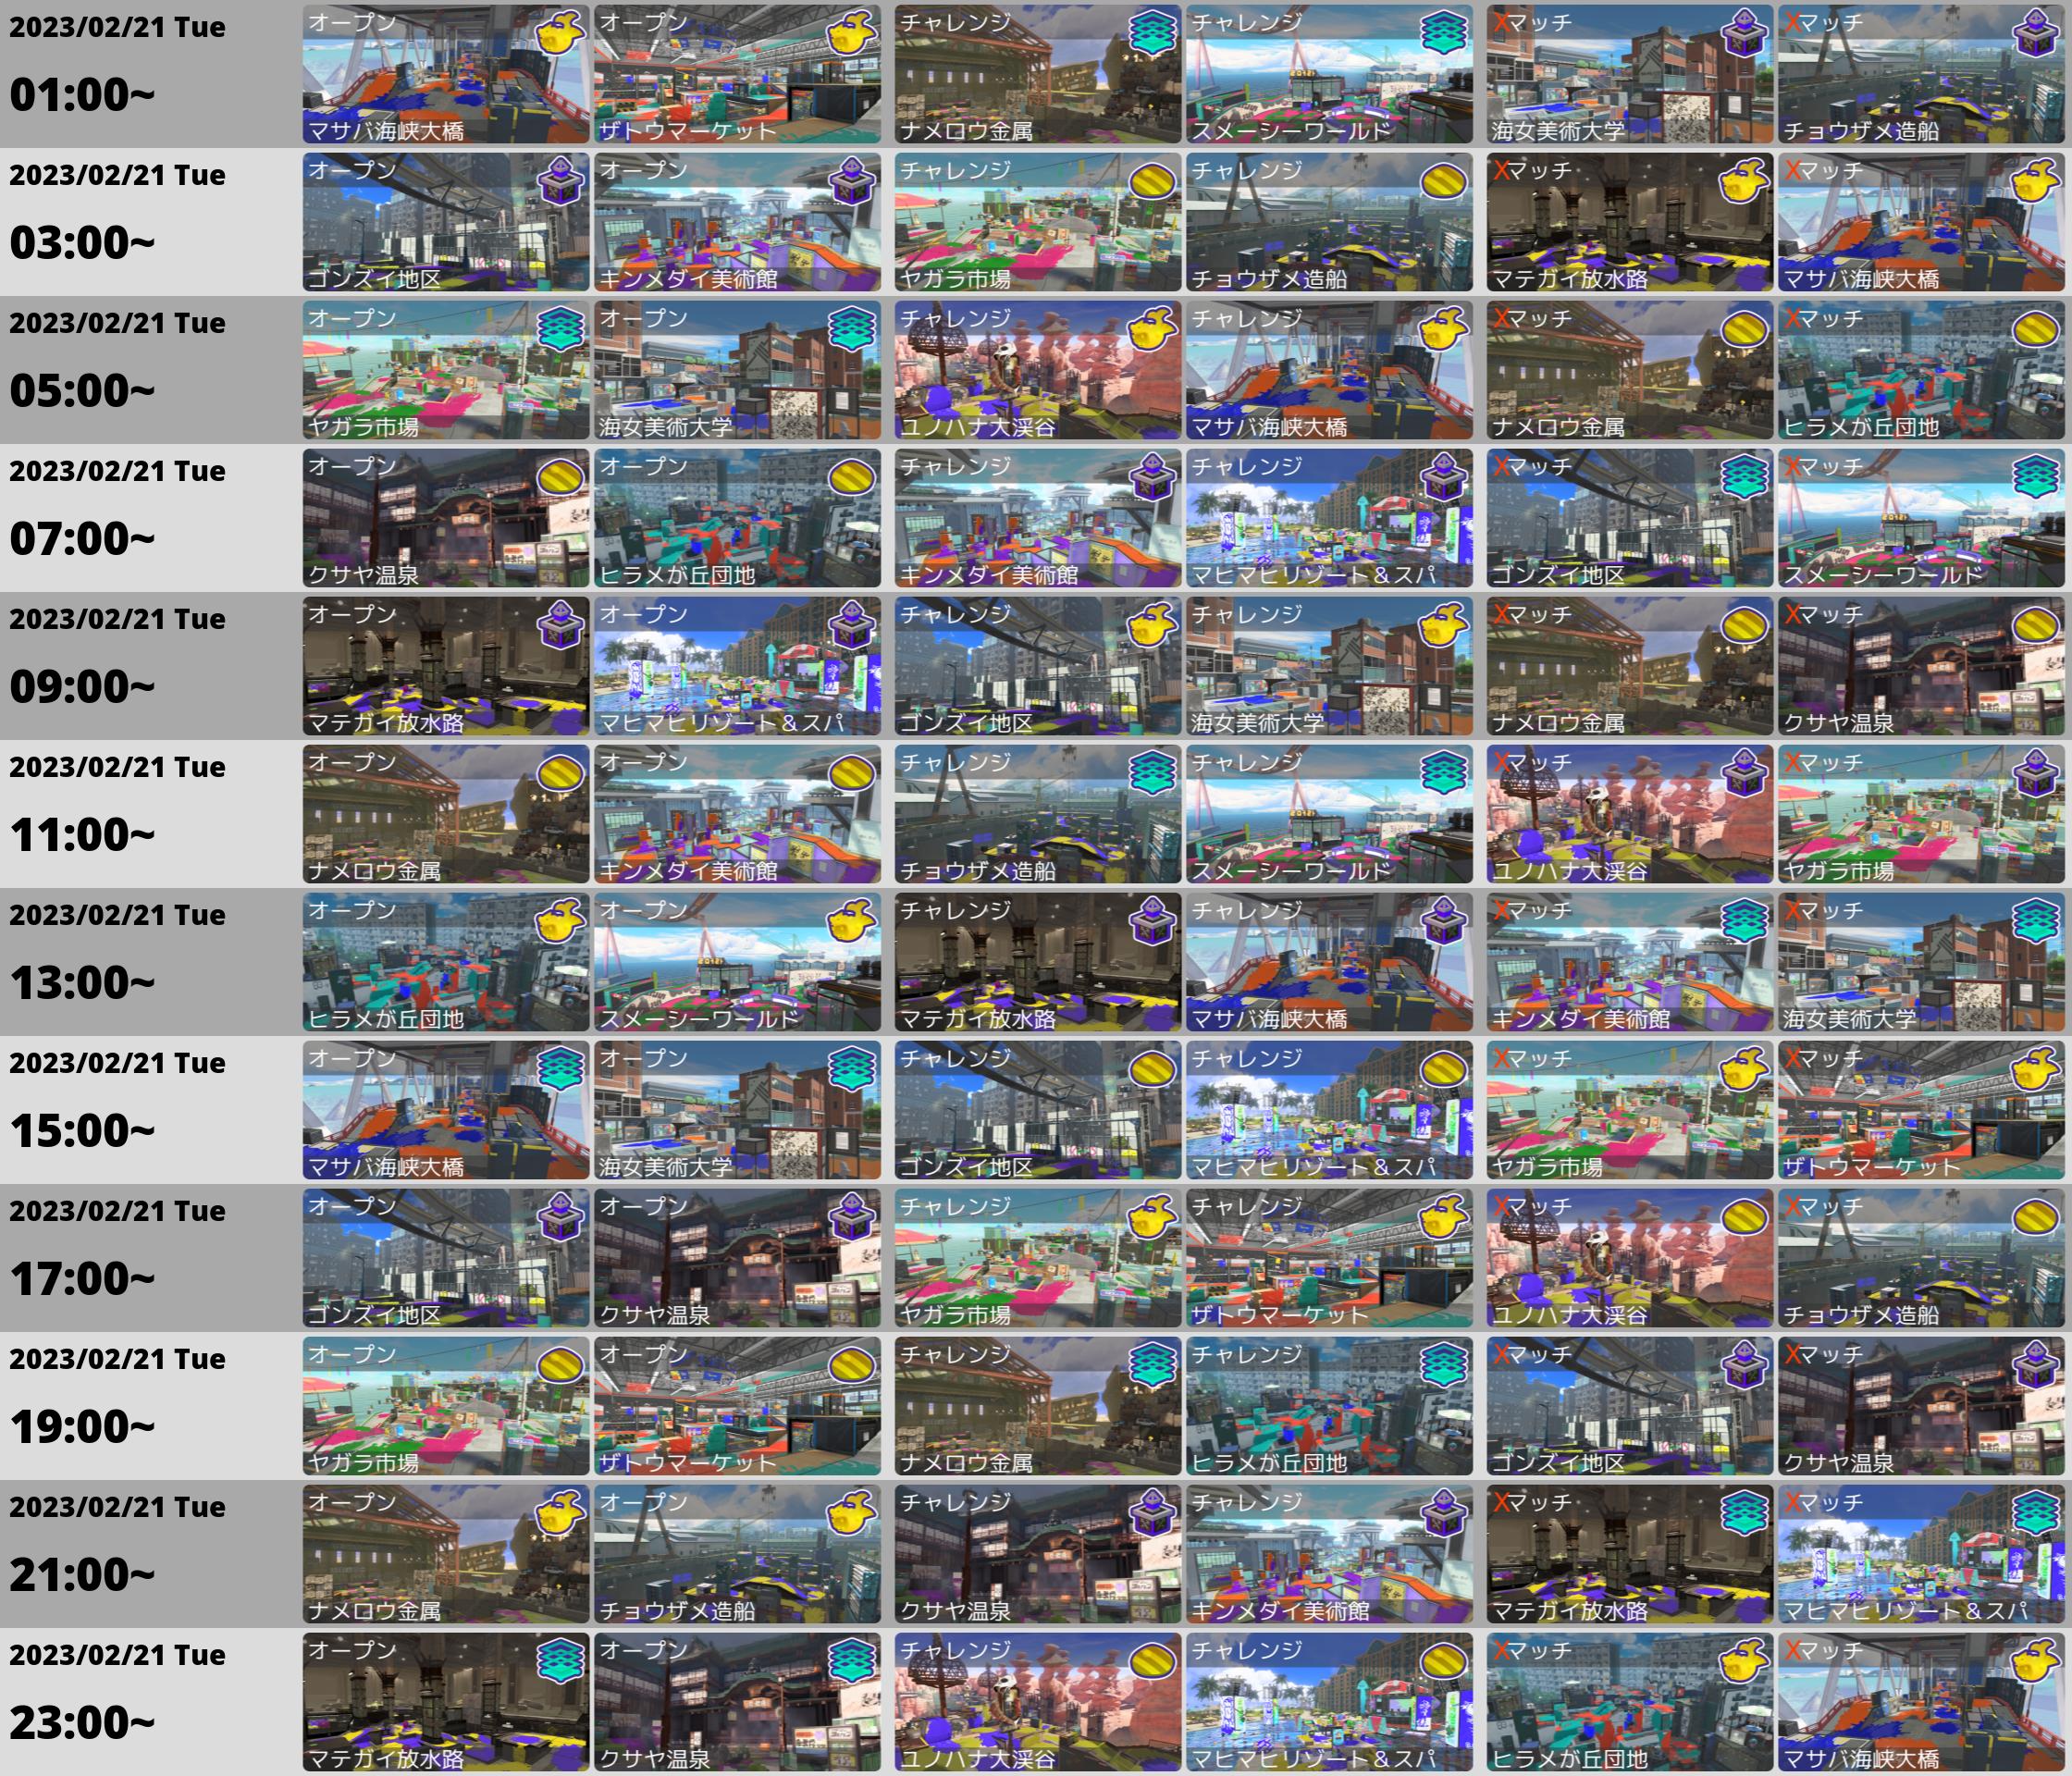 2023/02/21 Tue
01:00~
オープン
マサバ海峡大橋
オープン
ザトウマーケット
チャレンジ
ナメロウ金属
チャレンジ
スメーシーワールド
Xマッチ
海女美術大学
Xマッチ
チョウザメ造船
2023/02/21 Tue
03:00~
オープン
ゴンズイ地区
オープン
キンメダイ美術館
チャレンジ
ヤガラ市場
チャレンジ
チョウザメ造船
Xマッチ
マテガイ放水路
Xマッチ
マサバ海峡大橋
2023/02/21 Tue
05:00~
オープン
ヤガラ市場
オープン
海女美術大学
チャレンジ
ユノハナ大渓谷
チャレンジ
マサバ海峡大橋
Xマッチ
ナメロウ金属
Xマッチ
ヒラメが丘団地
2023/02/21 Tue
07:00~
オープン
クサヤ温泉
オープン
ヒラメが丘団地
チャレンジ
キンメダイ美術館
チャレンジ
マヒマヒリゾート＆スパ
Xマッチ
ゴンズイ地区
Xマッチ
スメーシーワールド
2023/02/21 Tue
09:00~
オープン
マテガイ放水路
オープン
マヒマヒリゾート＆スパ
チャレンジ
ゴンズイ地区
チャレンジ
海女美術大学
Xマッチ
ナメロウ金属
Xマッチ
クサヤ温泉
2023/02/21 Tue
11:00~
オープン
ナメロウ金属
オープン
キンメダイ美術館
チャレンジ
チョウザメ造船
チャレンジ
スメーシーワールド
Xマッチ
ユノハナ大渓谷
Xマッチ
ヤガラ市場
2023/02/21 Tue
13:00~
オープン
ヒラメが丘団地
オープン
スメーシーワールド
チャレンジ
マテガイ放水路
チャレンジ
マサバ海峡大橋
Xマッチ
キンメダイ美術館
Xマッチ
海女美術大学
2023/02/21 Tue
15:00~
オープン
マサバ海峡大橋
オープン
海女美術大学
チャレンジ
ゴンズイ地区
チャレンジ
マヒマヒリゾート＆スパ
Xマッチ
ヤガラ市場
Xマッチ
ザトウマーケット
2023/02/21 Tue
17:00~
オープン
ゴンズイ地区
オープン
クサヤ温泉
チャレンジ
ヤガラ市場
チャレンジ
ザトウマーケット
Xマッチ
ユノハナ大渓谷
Xマッチ
チョウザメ造船
2023/02/21 Tue
19:00~
オープン
ヤガラ市場
オープン
ザトウマーケット
チャレンジ
ナメロウ金属
チャレンジ
ヒラメが丘団地
Xマッチ
ゴンズイ地区
Xマッチ
クサヤ温泉
2023/02/21 Tue
21:00~
オープン
ナメロウ金属
オープン
チョウザメ造船
チャレンジ
クサヤ温泉
チャレンジ
キンメダイ美術館
Xマッチ
マテガイ放水路
Xマッチ
マヒマヒリゾート＆スパ
2023/02/21 Tue
23:00~
オープン
マテガイ放水路
オープン
クサヤ温泉
チャレンジ
ユノハナ大渓谷
チャレンジ
マヒマヒリゾート＆スパ
Xマッチ
ヒラメが丘団地
Xマッチ
マサバ海峡大橋